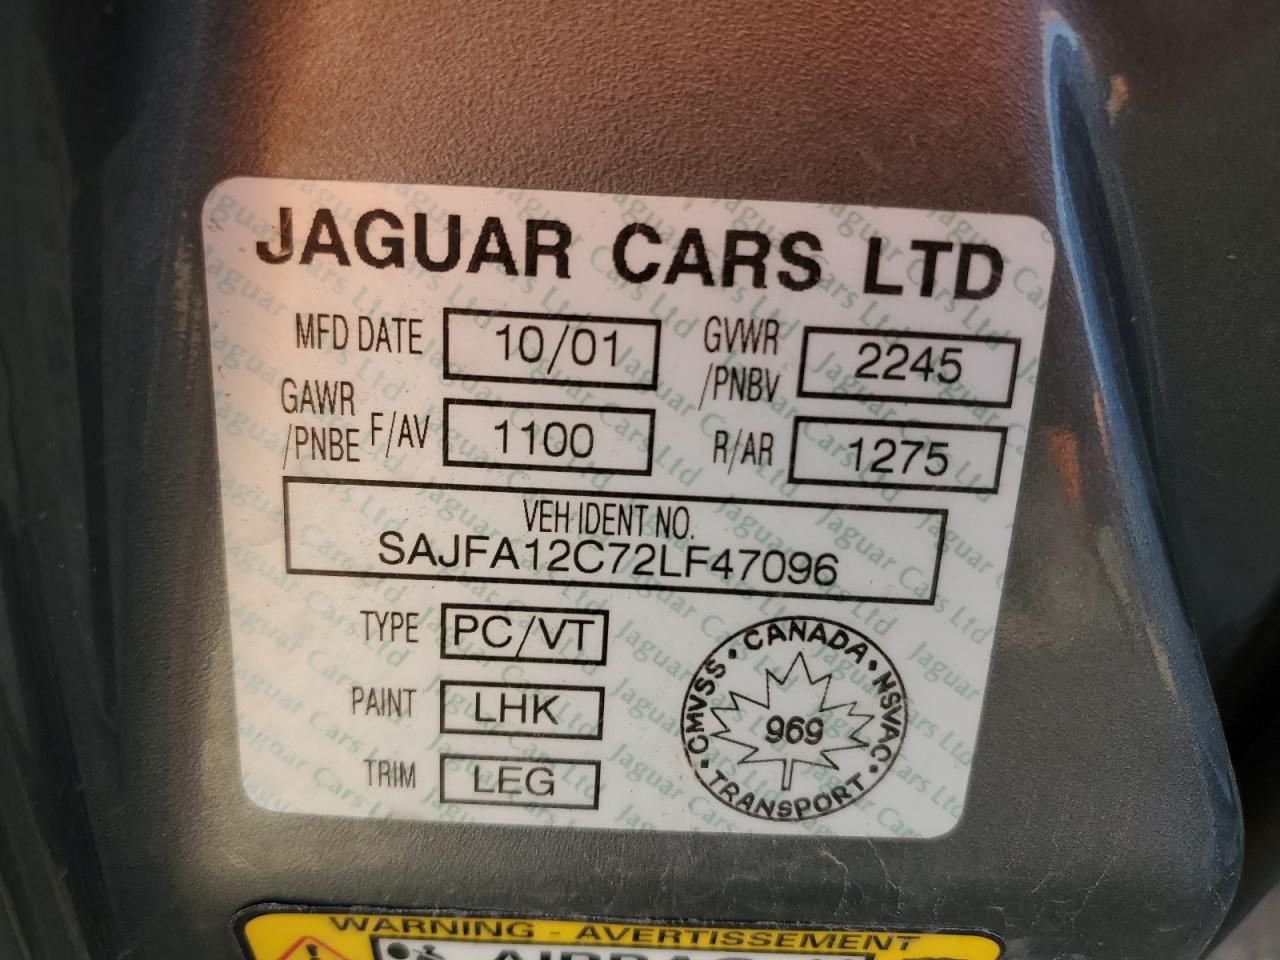 JAGUAR CARS LTD
MFD DATE 10/01 GVWR /PNBV 2245
GAWR /PNBE F/AV 1100 R/AR 1275
VEH IDENT NO.
SAJFA12C72LF47096
TYPE PC/VT
PAINT LHK
TRIM LEG
CANADA • NSVAC • TRANSPORT • CMVSS •
969
WARNING - AVERTISSEMENT